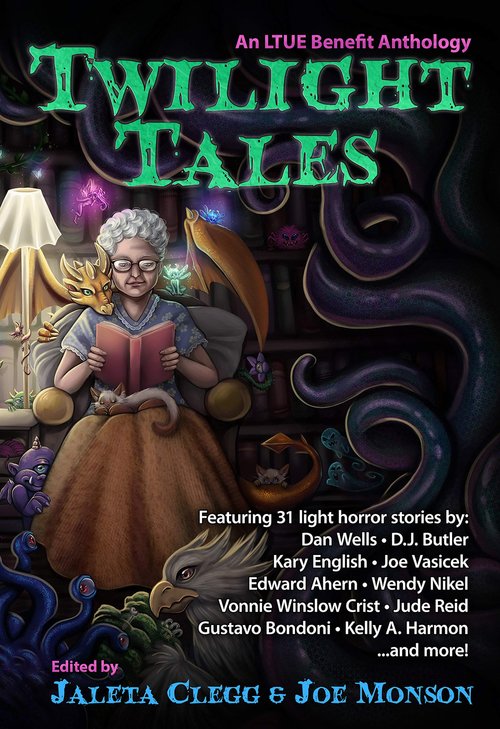 An LTUE Benefit Anthology
TWILIGHT
TALES
Featuring 31 light horror stories by:
Dan Wells • D.J. Butler
Kary English • Joe Vasicek
Edward Ahern • Wendy Nikel
Vonnie Winslow Crist • Jude Reid
Gustavo Bondoni • Kelly A. Harmon
...and more!
Edited by
JALETA CLEGG & JOE MONSON